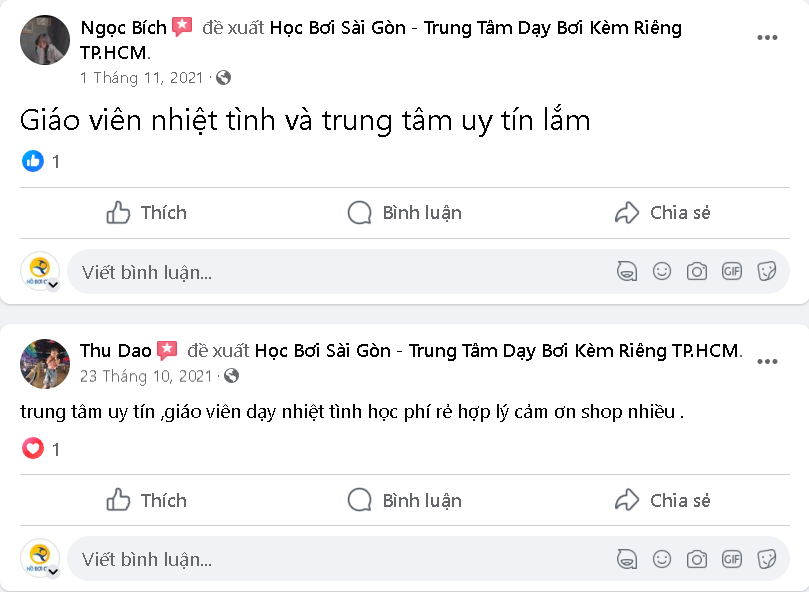 Ngọc Bích đề xuất Học Bơi Sài Gòn - Trung Tâm Dạy Bơi Kèm Riêng
TP.HCM.
1 Tháng 11, 2021 ·
Giáo viên nhiệt tình và trung tâm uy tín lắm
1
Thích Bình luận Chia sẻ
Viết bình luận... GIF
Thu Dao đề xuất Học Bơi Sài Gòn - Trung Tâm Dạy Bơi Kèm Riêng TP.HCM.
23 Tháng 10, 2021 ·
trung tâm uy tín ,giáo viên dạy nhiệt tình học phí rẻ hợp lý cảm ơn shop nhiều .
1
Thích Bình luận Chia sẻ
Viết bình luận... GIF